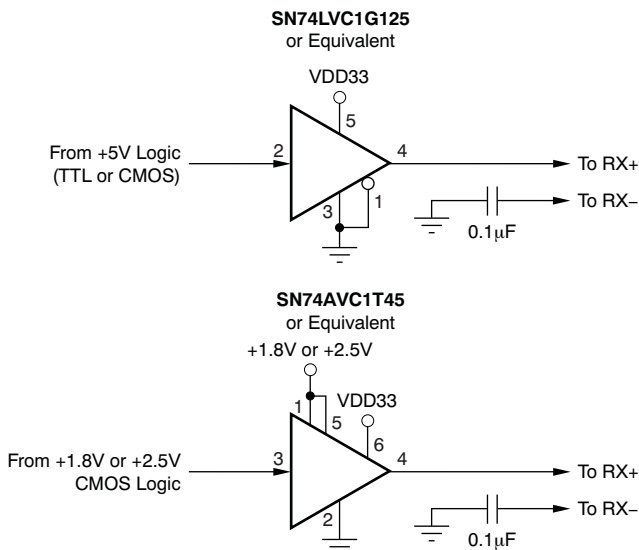 SN74LVC1G125
or Equivalent
VDD33
5
2
4
From +5V Logic
(TTL or CMOS)
To RX+
3
1
To RX–
0.1µF
SN74AVC1T45
or Equivalent
+1.8V or +2.5V
1
5
VDD33
6
3
4
From +1.8V or +2.5V
CMOS Logic
To RX+
2
To RX–
0.1µF